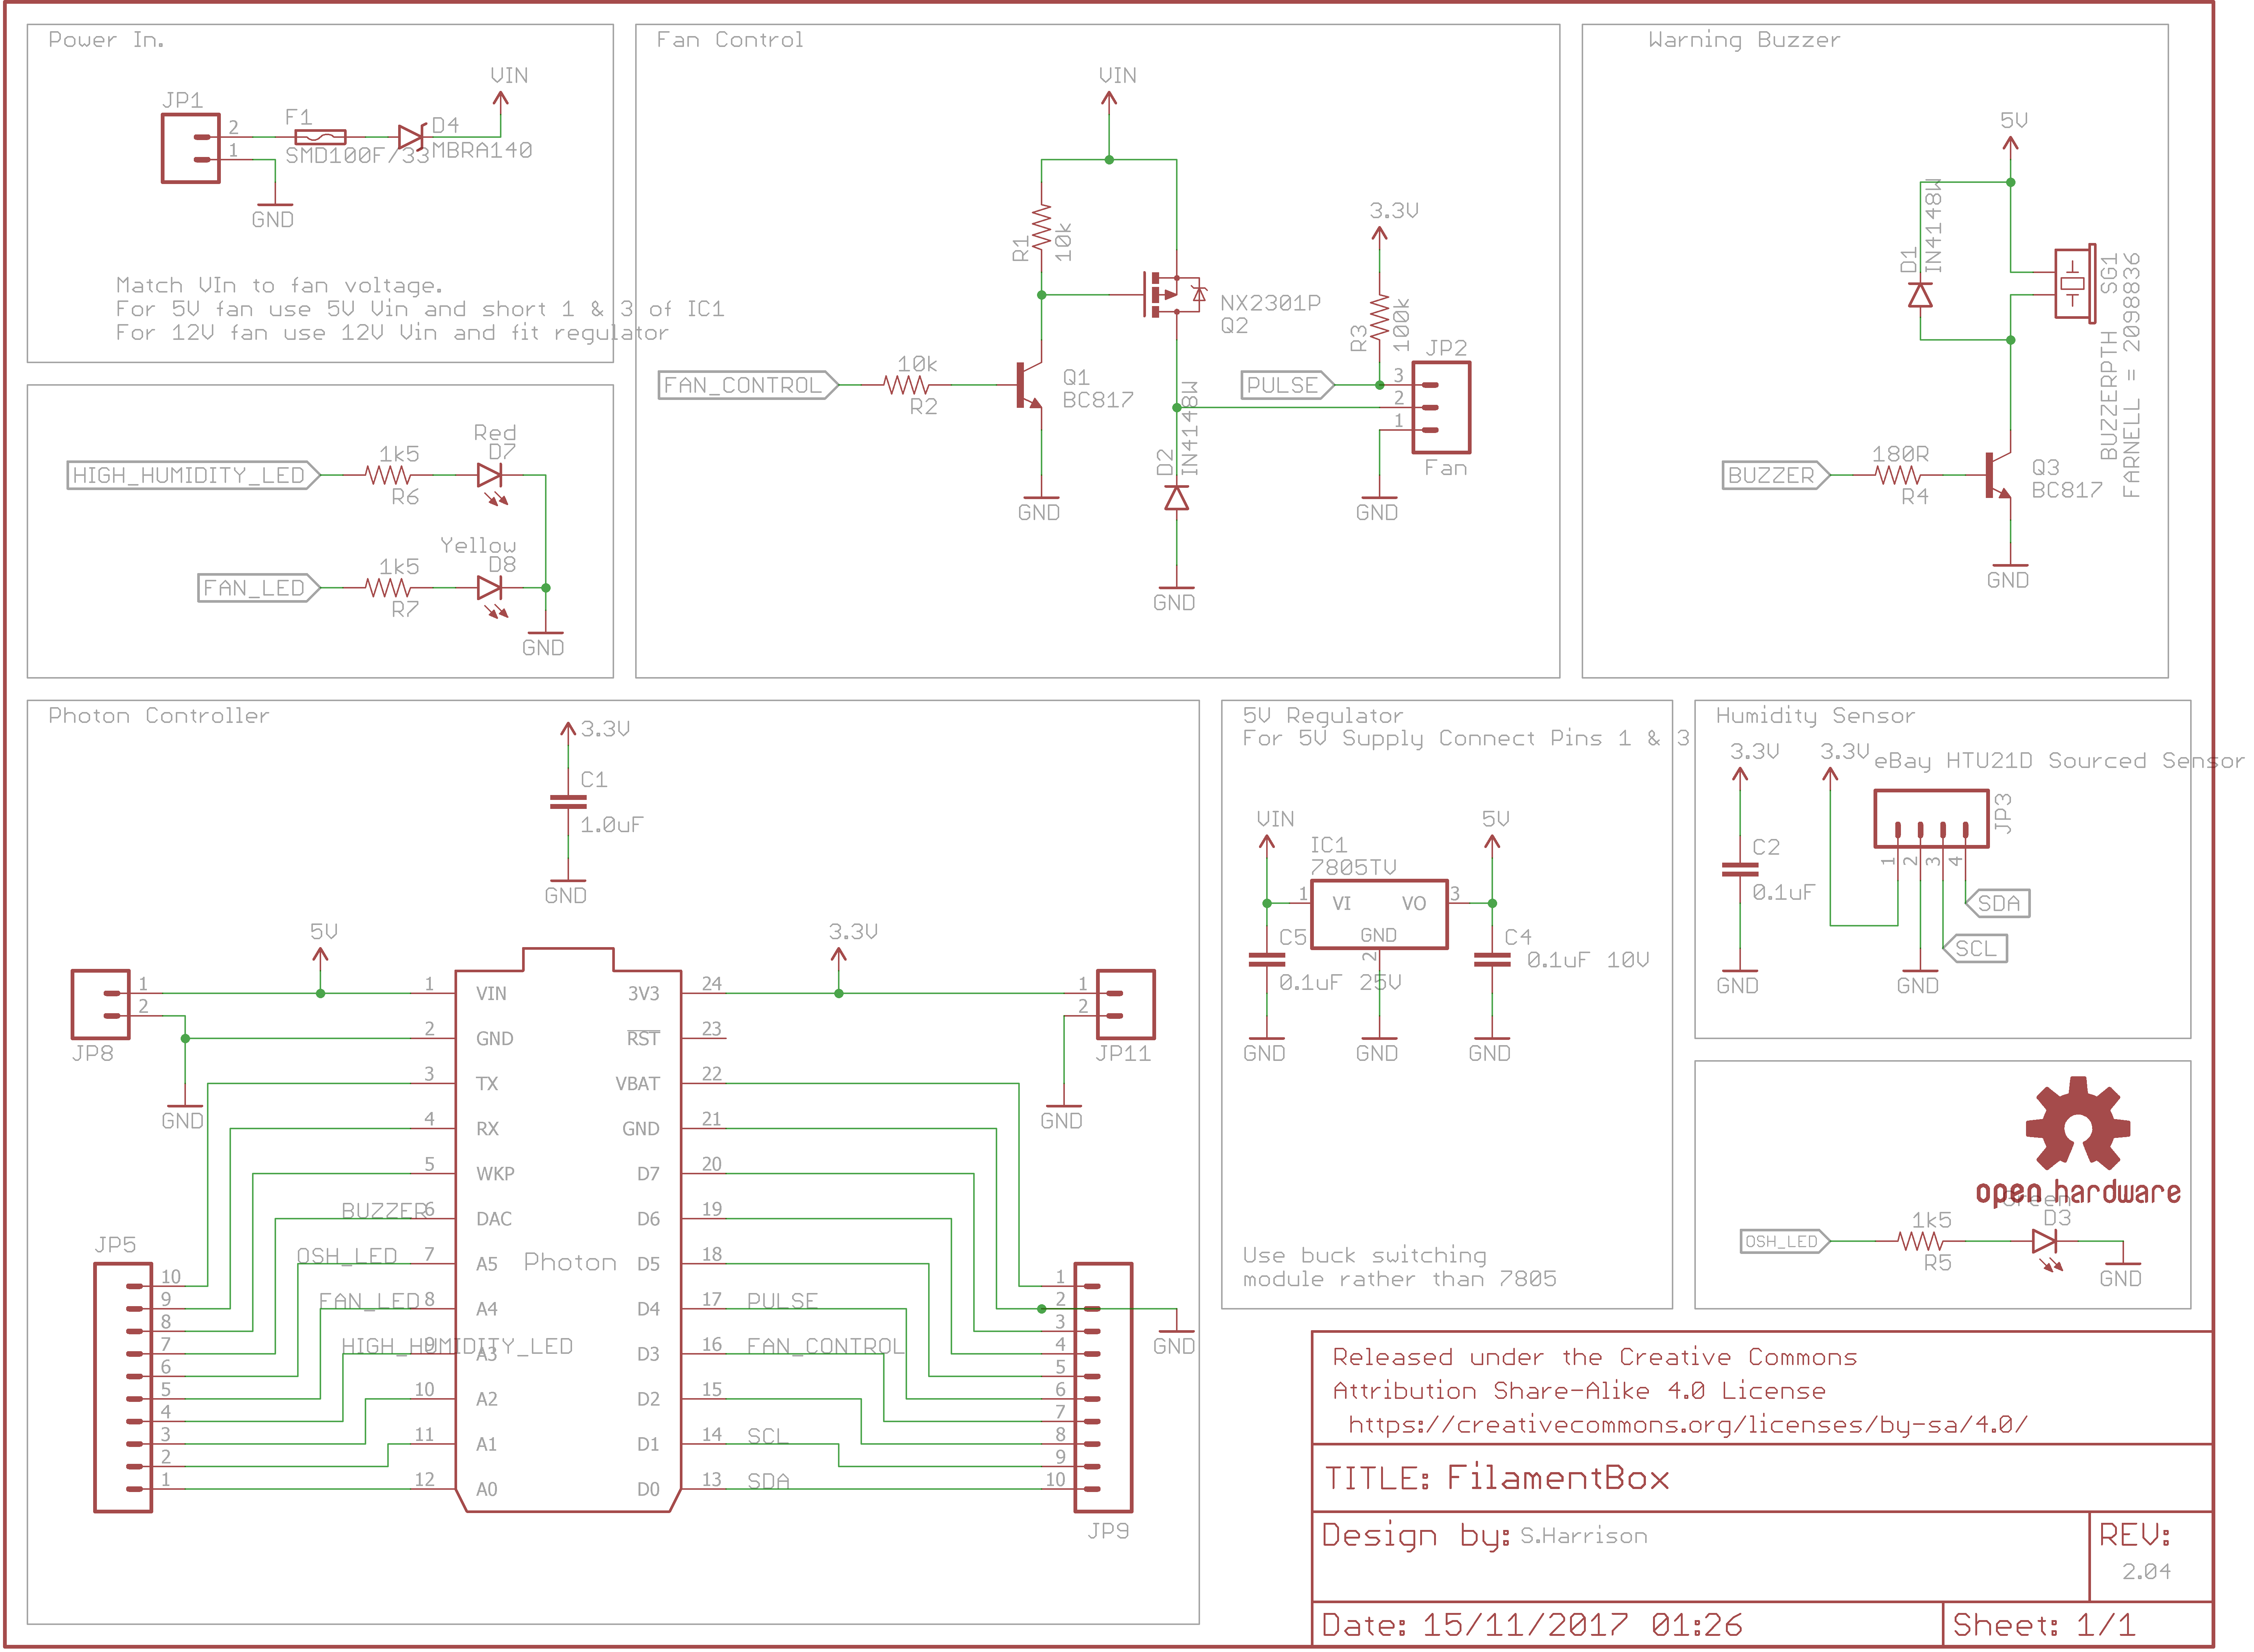 Power In.
VIN
JP1
2
1
F1
SMD100F/33
D4
MBRA140
GND
Match VIn to fan voltage.
For 5V fan use 5V Vin and short 1 & 3 of IC1
For 12V fan use 12V Vin and fit regulator
HIGH_HUMIDITY_LED
1k5
R6
Red
D7
FAN_LED
1k5
R7
Yellow
D8
GND
Fan Control
VIN
R1
10k
FAN_CONTROL
10k
R2
Q1
BC817
GND
NX2301P
Q2
D2
IN4148W
GND
3.3V
R3
100k
PULSE
JP2
3
2
1
Fan
GND
Warning Buzzer
5V
D1
IN4148W
SG1
BUZZERPTH
FARNELL = 2098836
BUZZER
180R
R4
Q3
BC817
GND
Photon Controller
3.3V
C1
1.0uF
GND
5V
3.3V
JP8
1
2
GND
JP11
1
2
GND
Photon
1 VIN
2 GND
3 TX
4 RX
5 WKP
BUZZER 6 DAC
OSH_LED 7 A5
FAN_LED 8 A4
HIGH_HUMIDITY_LED 9 A3
10 A2
11 A1
12 A0
3V3 24
RST 23
VBAT 22
GND 21
D7 20
D6 19
D5 18
D4 17 PULSE
D3 16 FAN_CONTROL
D2 15
D1 14 SCL
D0 13 SDA
JP5
10
9
8
7
6
5
4
3
2
1
1
2
3
4
5
6
7
8
9
10
JP9
GND
5V Regulator
For 5V Supply Connect Pins 1 & 3
VIN
5V
IC1
7805TV
1 VI
VO 3
GND
2
C5
0.1uF 25V
C4
0.1uF 10V
GND
GND
GND
Use buck switching
module rather than 7805
Humidity Sensor
3.3V
3.3V
eBay HTU21D Sourced Sensor
C2
0.1uF
GND
JP3
1
2
3
4
SDA
SCL
GND
open hardware
OSH_LED
1k5
R5
Green
D3
GND
Released under the Creative Commons
Attribution Share-Alike 4.0 License
https://creativecommons.org/licenses/by-sa/4.0/
TITLE: FilamentBox
Design by: S.Harrison
REV:
2.04
Date: 15/11/2017 01:26
Sheet: 1/1